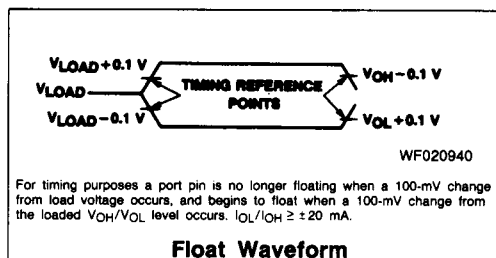 VLOAD+0.1 V
VLOAD
VLOAD−0.1 V
TIMING REFERENCE
POINTS
VOH−0.1 V
VOL+0.1 V
WF020940
For timing purposes a port pin is no longer floating when a 100-mV change
from load voltage occurs, and begins to float when a 100-mV change from
the loaded VOH/VOL level occurs. IOL/IOH ≥ ±20 mA.
Float Waveform